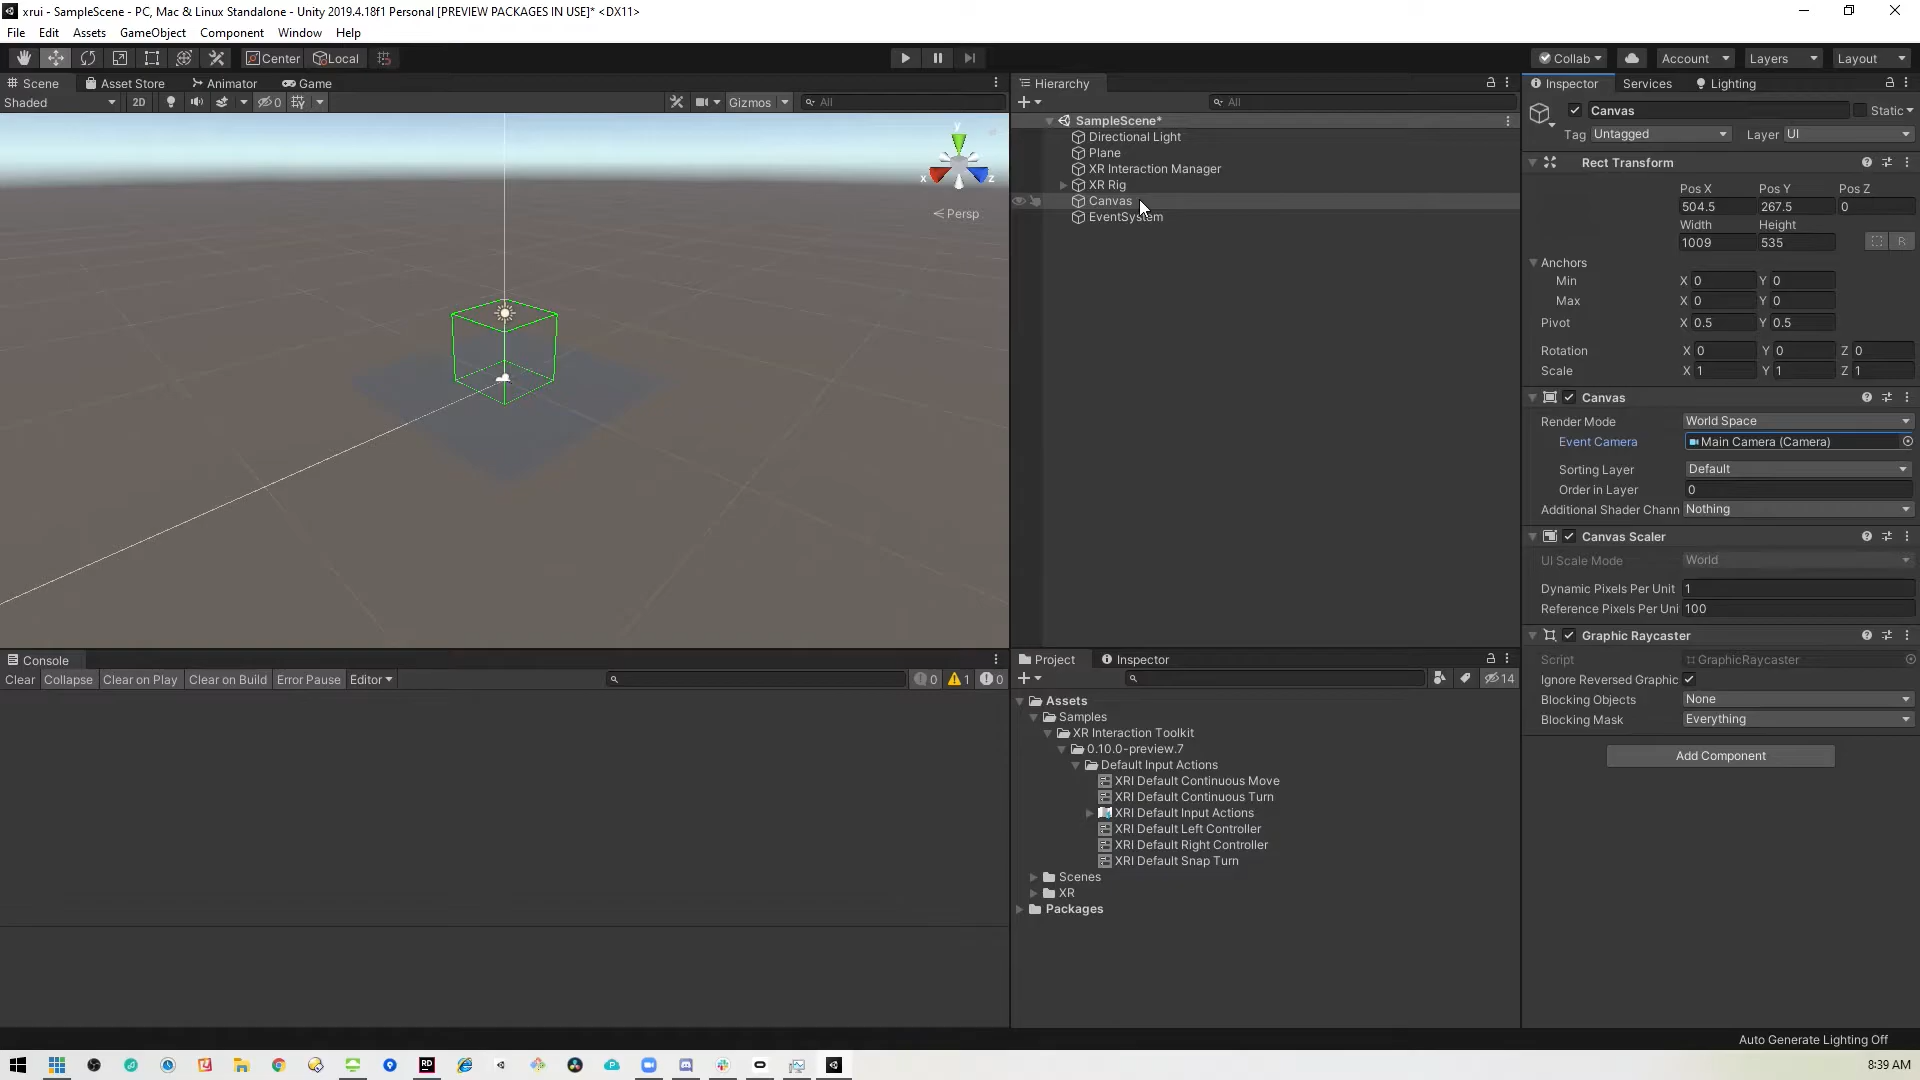 xrui - SampleScene - PC, Mac & Linux Standalone - Unity 2019.4.18f1 Personal [PREVIEW PACKAGES IN USE]* <DX11>
File Edit Assets GameObject Component Window Help
Center Local
Collab Account Layers Layout
Scene Asset Store Animator Game
Shaded 2D 0 Gizmos All
y
x z
Persp
Hierarchy
All
SampleScene*
Directional Light
Plane
XR Interaction Manager
XR Rig
Canvas
EventSystem
Inspector Services Lighting
Canvas Static
Tag Untagged Layer UI
Rect Transform
Pos X Pos Y Pos Z
504.5 267.5 0
Width Height
1009 535 R
Anchors
Min X 0 Y 0
Max X 0 Y 0
Pivot X 0.5 Y 0.5
Rotation X 0 Y 0 Z 0
Scale X 1 Y 1 Z 1
Canvas
Render Mode World Space
Event Camera Main Camera (Camera)
Sorting Layer Default
Order in Layer 0
Additional Shader Chann Nothing
Canvas Scaler
UI Scale Mode World
Dynamic Pixels Per Unit 1
Reference Pixels Per Uni 100
Graphic Raycaster
Script GraphicRaycaster
Ignore Reversed Graphic
Blocking Objects None
Blocking Mask Everything
Add Component
Console
Clear Collapse Clear on Play Clear on Build Error Pause Editor 0 1 0
Project Inspector
14
Assets
Samples
XR Interaction Toolkit
0.10.0-preview.7
Default Input Actions
XRI Default Continuous Move
XRI Default Continuous Turn
XRI Default Input Actions
XRI Default Left Controller
XRI Default Right Controller
XRI Default Snap Turn
Scenes
XR
Packages
Auto Generate Lighting Off
8:39 AM